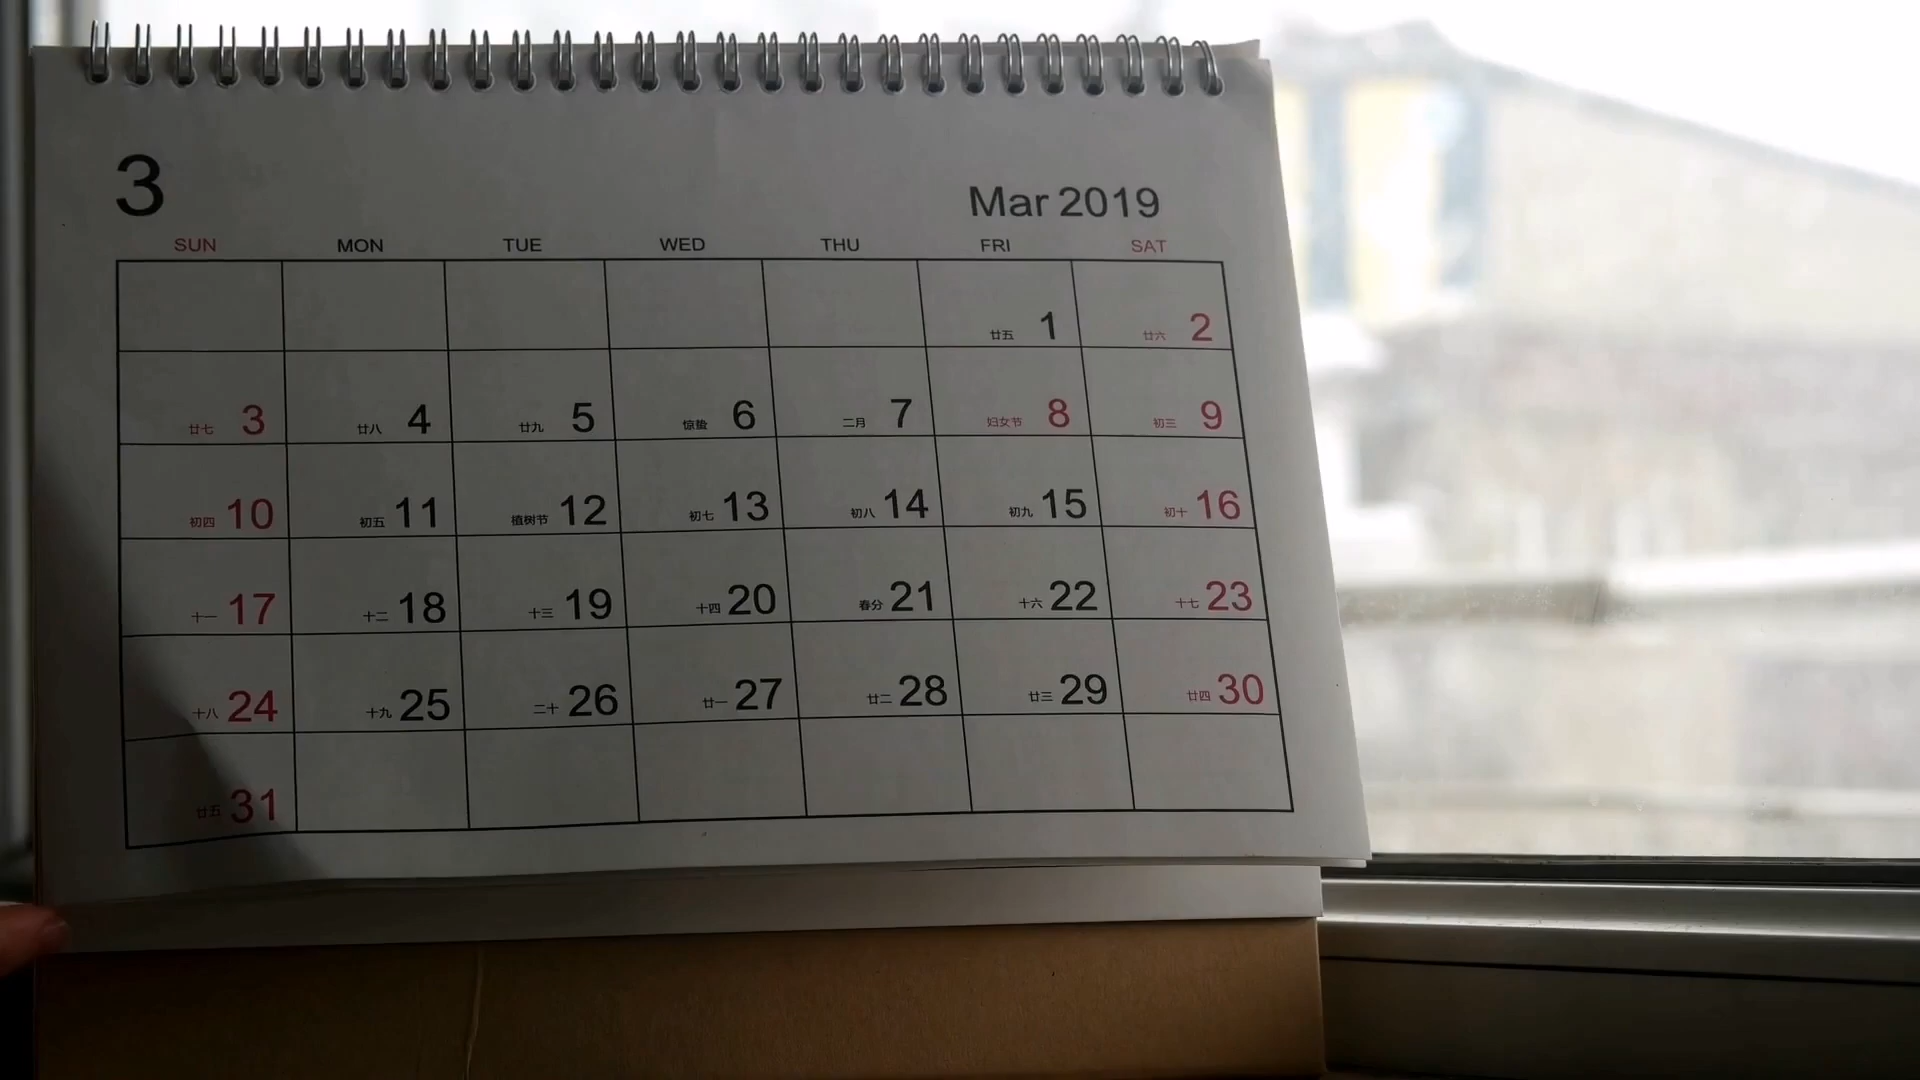 3
Mar 2019
SUN MON TUE WED THU FRI SAT
廿五 1 廿六 2
廿七 3 廿八 4 廿九 5 惊蛰 6 二月 7 妇女节 8 初三 9
初四 10 初五 11 植树节 12 初七 13 初八 14 初九 15 初十 16
十一 17 十二 18 十三 19 十四 20 春分 21 十六 22 十七 23
十八 24 十九 25 二十 26 廿一 27 廿二 28 廿三 29 廿四 30
廿五 31